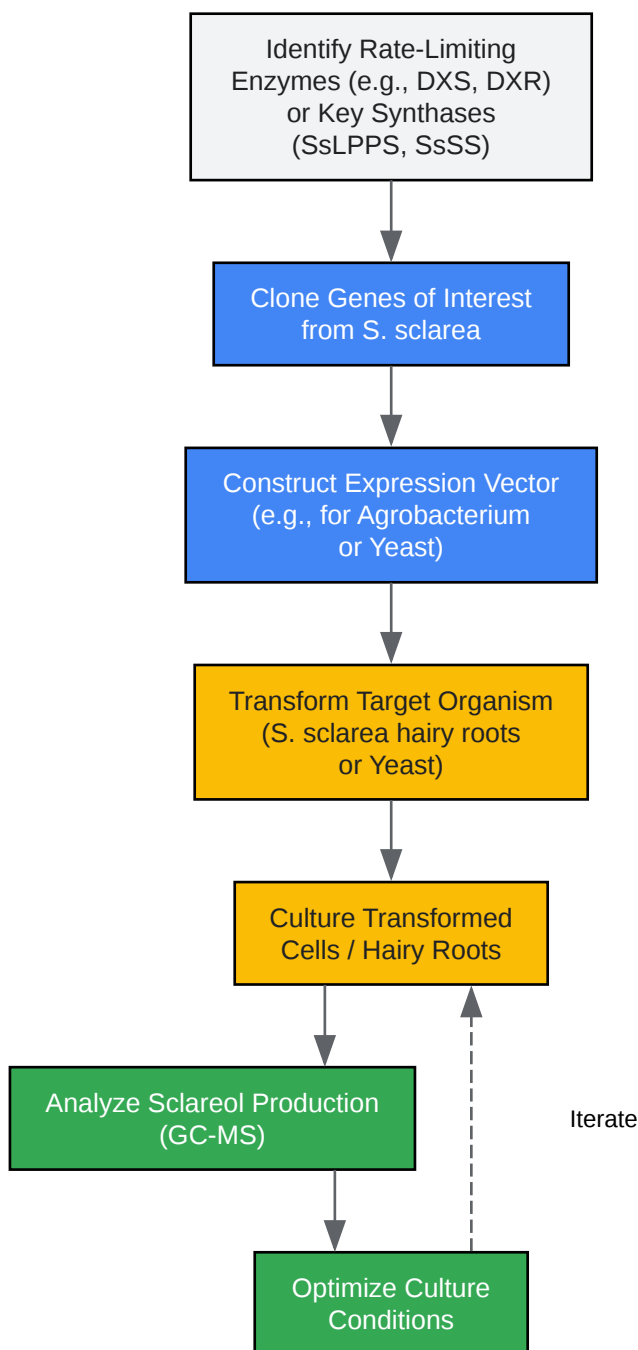 Identify Rate-Limiting
Enzymes (e.g., DXS, DXR)
or Key Synthases
(SsLPPS, SsSS)
Clone Genes of Interest
from S. sclarea
Construct Expression Vector
(e.g., for Agrobacterium
or Yeast)
Transform Target Organism
(S. sclarea hairy roots
or Yeast)
Culture Transformed
Cells / Hairy Roots
Analyze Sclareol Production
(GC-MS)
Iterate
Optimize Culture
Conditions